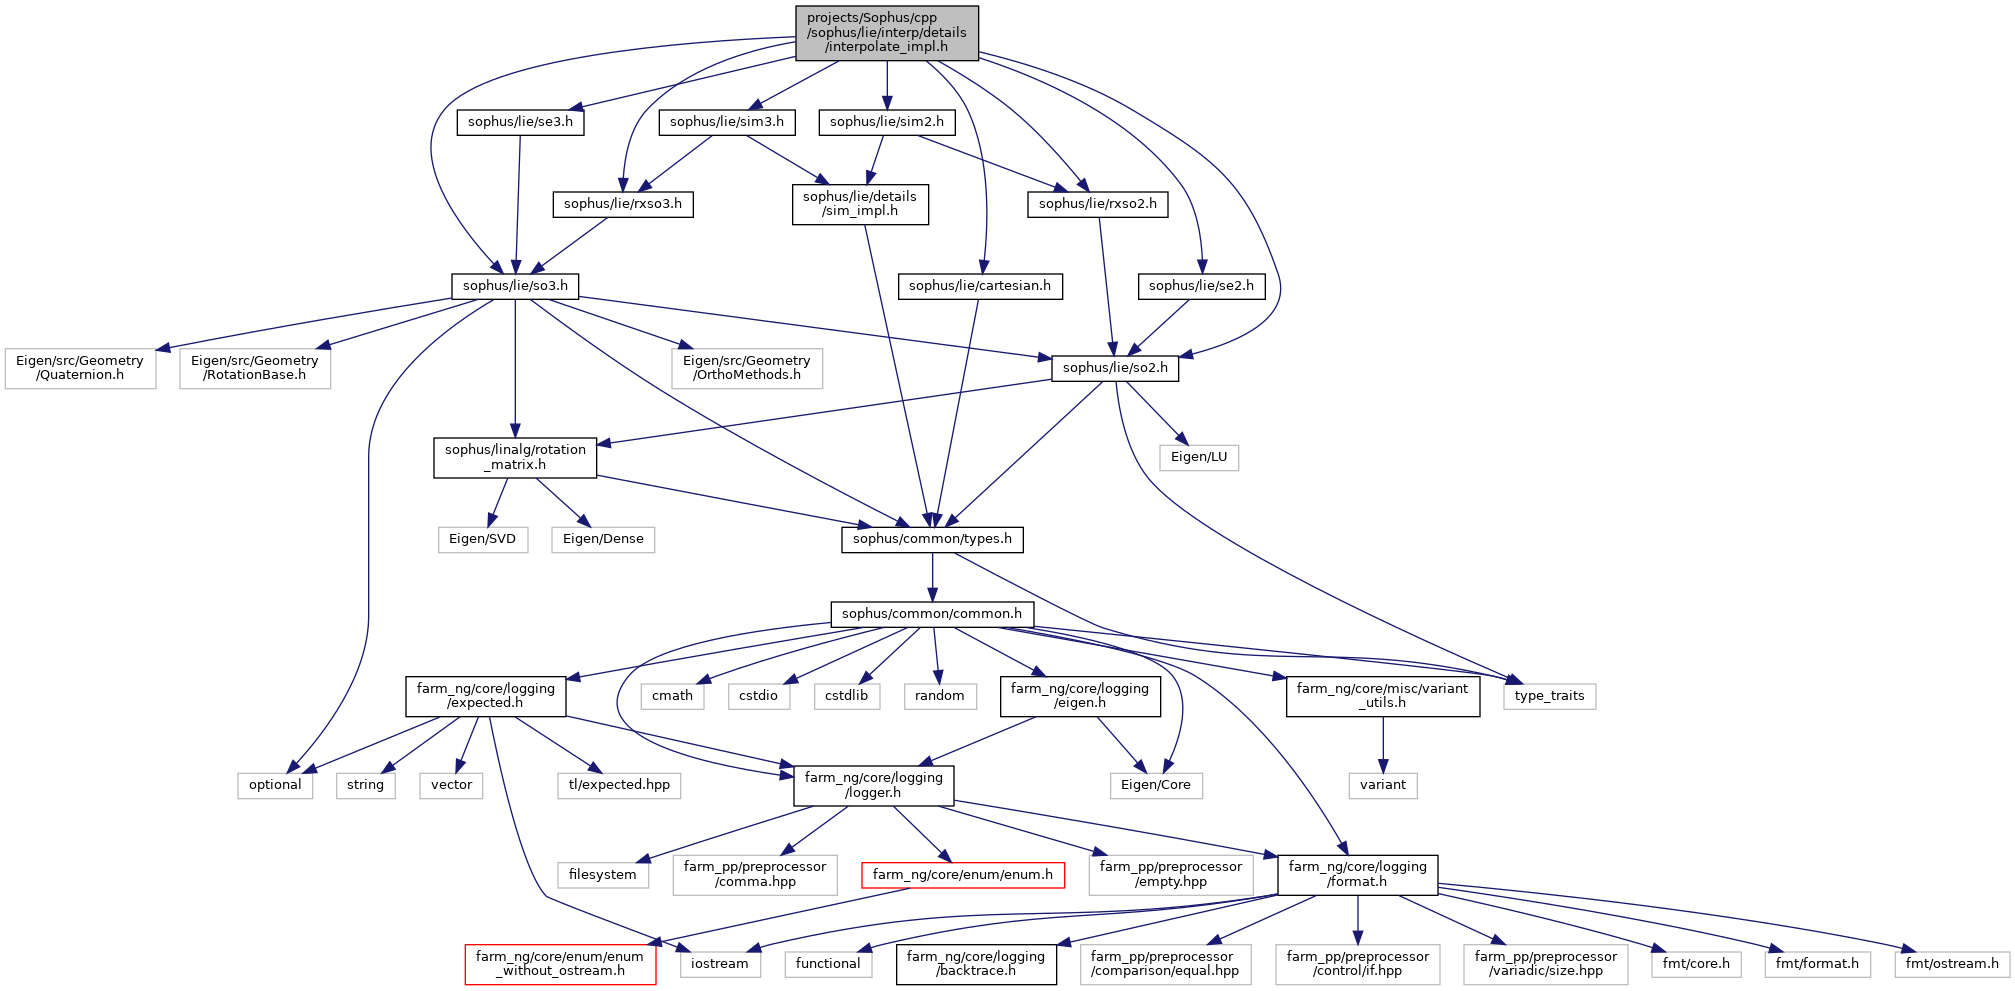 projects/Sophus/cpp
/sophus/lie/interp/details
/interpolate_impl.h
sophus/lie/se3.h
sophus/lie/sim3.h
sophus/lie/sim2.h
sophus/lie/rxso3.h
sophus/lie/details
/sim_impl.h
sophus/lie/rxso2.h
sophus/lie/so3.h
sophus/lie/cartesian.h
sophus/lie/se2.h
Eigen/src/Geometry
/Quaternion.h
Eigen/src/Geometry
/RotationBase.h
Eigen/src/Geometry
/OrthoMethods.h
sophus/lie/so2.h
sophus/linalg/rotation
_matrix.h
Eigen/LU
Eigen/SVD
Eigen/Dense
sophus/common/types.h
sophus/common/common.h
farm_ng/core/logging
/expected.h
cmath
cstdio
cstdlib
random
farm_ng/core/logging
/eigen.h
farm_ng/core/misc/variant
_utils.h
type_traits
optional
string
vector
tl/expected.hpp
farm_ng/core/logging
/logger.h
Eigen/Core
variant
filesystem
farm_pp/preprocessor
/comma.hpp
farm_ng/core/enum/enum.h
farm_pp/preprocessor
/empty.hpp
farm_ng/core/logging
/format.h
farm_ng/core/enum/enum
_without_ostream.h
iostream
functional
farm_ng/core/logging
/backtrace.h
farm_pp/preprocessor
/comparison/equal.hpp
farm_pp/preprocessor
/control/if.hpp
farm_pp/preprocessor
/variadic/size.hpp
fmt/core.h
fmt/format.h
fmt/ostream.h